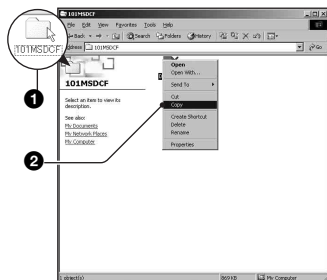 101MSDCF
File Edit View Favorites Tools Help
Back Search Folders History
Address 101MSDCF Go
101MSDCF
1
101MSDCF
Select an item to view its
description.
See also:
My Documents
My Network Places
My Computer
2
Open
Open With...
Send To
Cut
Copy
Create Shortcut
Delete
Rename
Properties
1 object(s) 869 KB My Computer